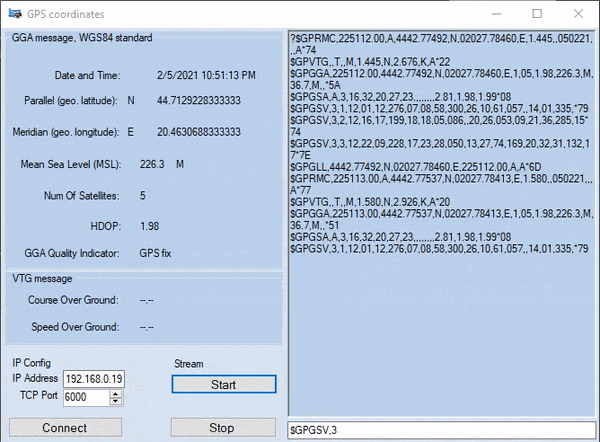 GPS coordinates
GGA message, WGS84 standard
Date and Time: 2/5/2021 10:51:13 PM
Parallel (geo. latitude): N 44.7129228333333
Meridian (geo. longitude): E 20.4630688333333
Mean Sea Level (MSL): 226.3 M
Num Of Satellites: 5
HDOP: 1.98
GGA Quality Indicator: GPS fix
VTG message
Course Over Ground: --.--
Speed Over Ground: --.--
IP Config
IP Address 192.168.0.19
TCP Port 6000
Stream
Start
Connect
Stop
?$GPRMC,225112.00,A,4442.77492,N,02027.78460,E,1.445,,050221,
,,A*74
$GPVTG,,T,,M,1.445,N,2.676,K,A*22
$GPGGA,225112.00,4442.77492,N,02027.78460,E,1,05,1.98,226.3,M,
36.7,M,,*5A
$GPGSA,A,3,16,32,20,27,23,,,,,,,,2.81,1.98,1.99*08
$GPGSV,3,1,12,01,12,276,07,08,58,300,26,10,61,057,,14,01,335,*79
$GPGSV,3,2,12,16,17,199,18,18,05,086,,20,26,053,09,21,36,285,15*
74
$GPGSV,3,3,12,22,09,228,17,23,28,050,13,27,74,169,20,32,31,132,1
7*7E
$GPGLL,4442.77492,N,02027.78460,E,225112.00,A,A*6D
$GPRMC,225113.00,A,4442.77537,N,02027.78413,E,1.580,,050221,,,
A*77
$GPVTG,,T,,M,1.580,N,2.926,K,A*20
$GPGGA,225113.00,4442.77537,N,02027.78413,E,1,05,1.98,226.3,M,
36.7,M,,*51
$GPGSA,A,3,16,32,20,27,23,,,,,,,,2.81,1.98,1.99*08
$GPGSV,3,1,12,01,12,276,07,08,58,300,26,10,61,057,,14,01,335,*79
$GPGSV,3